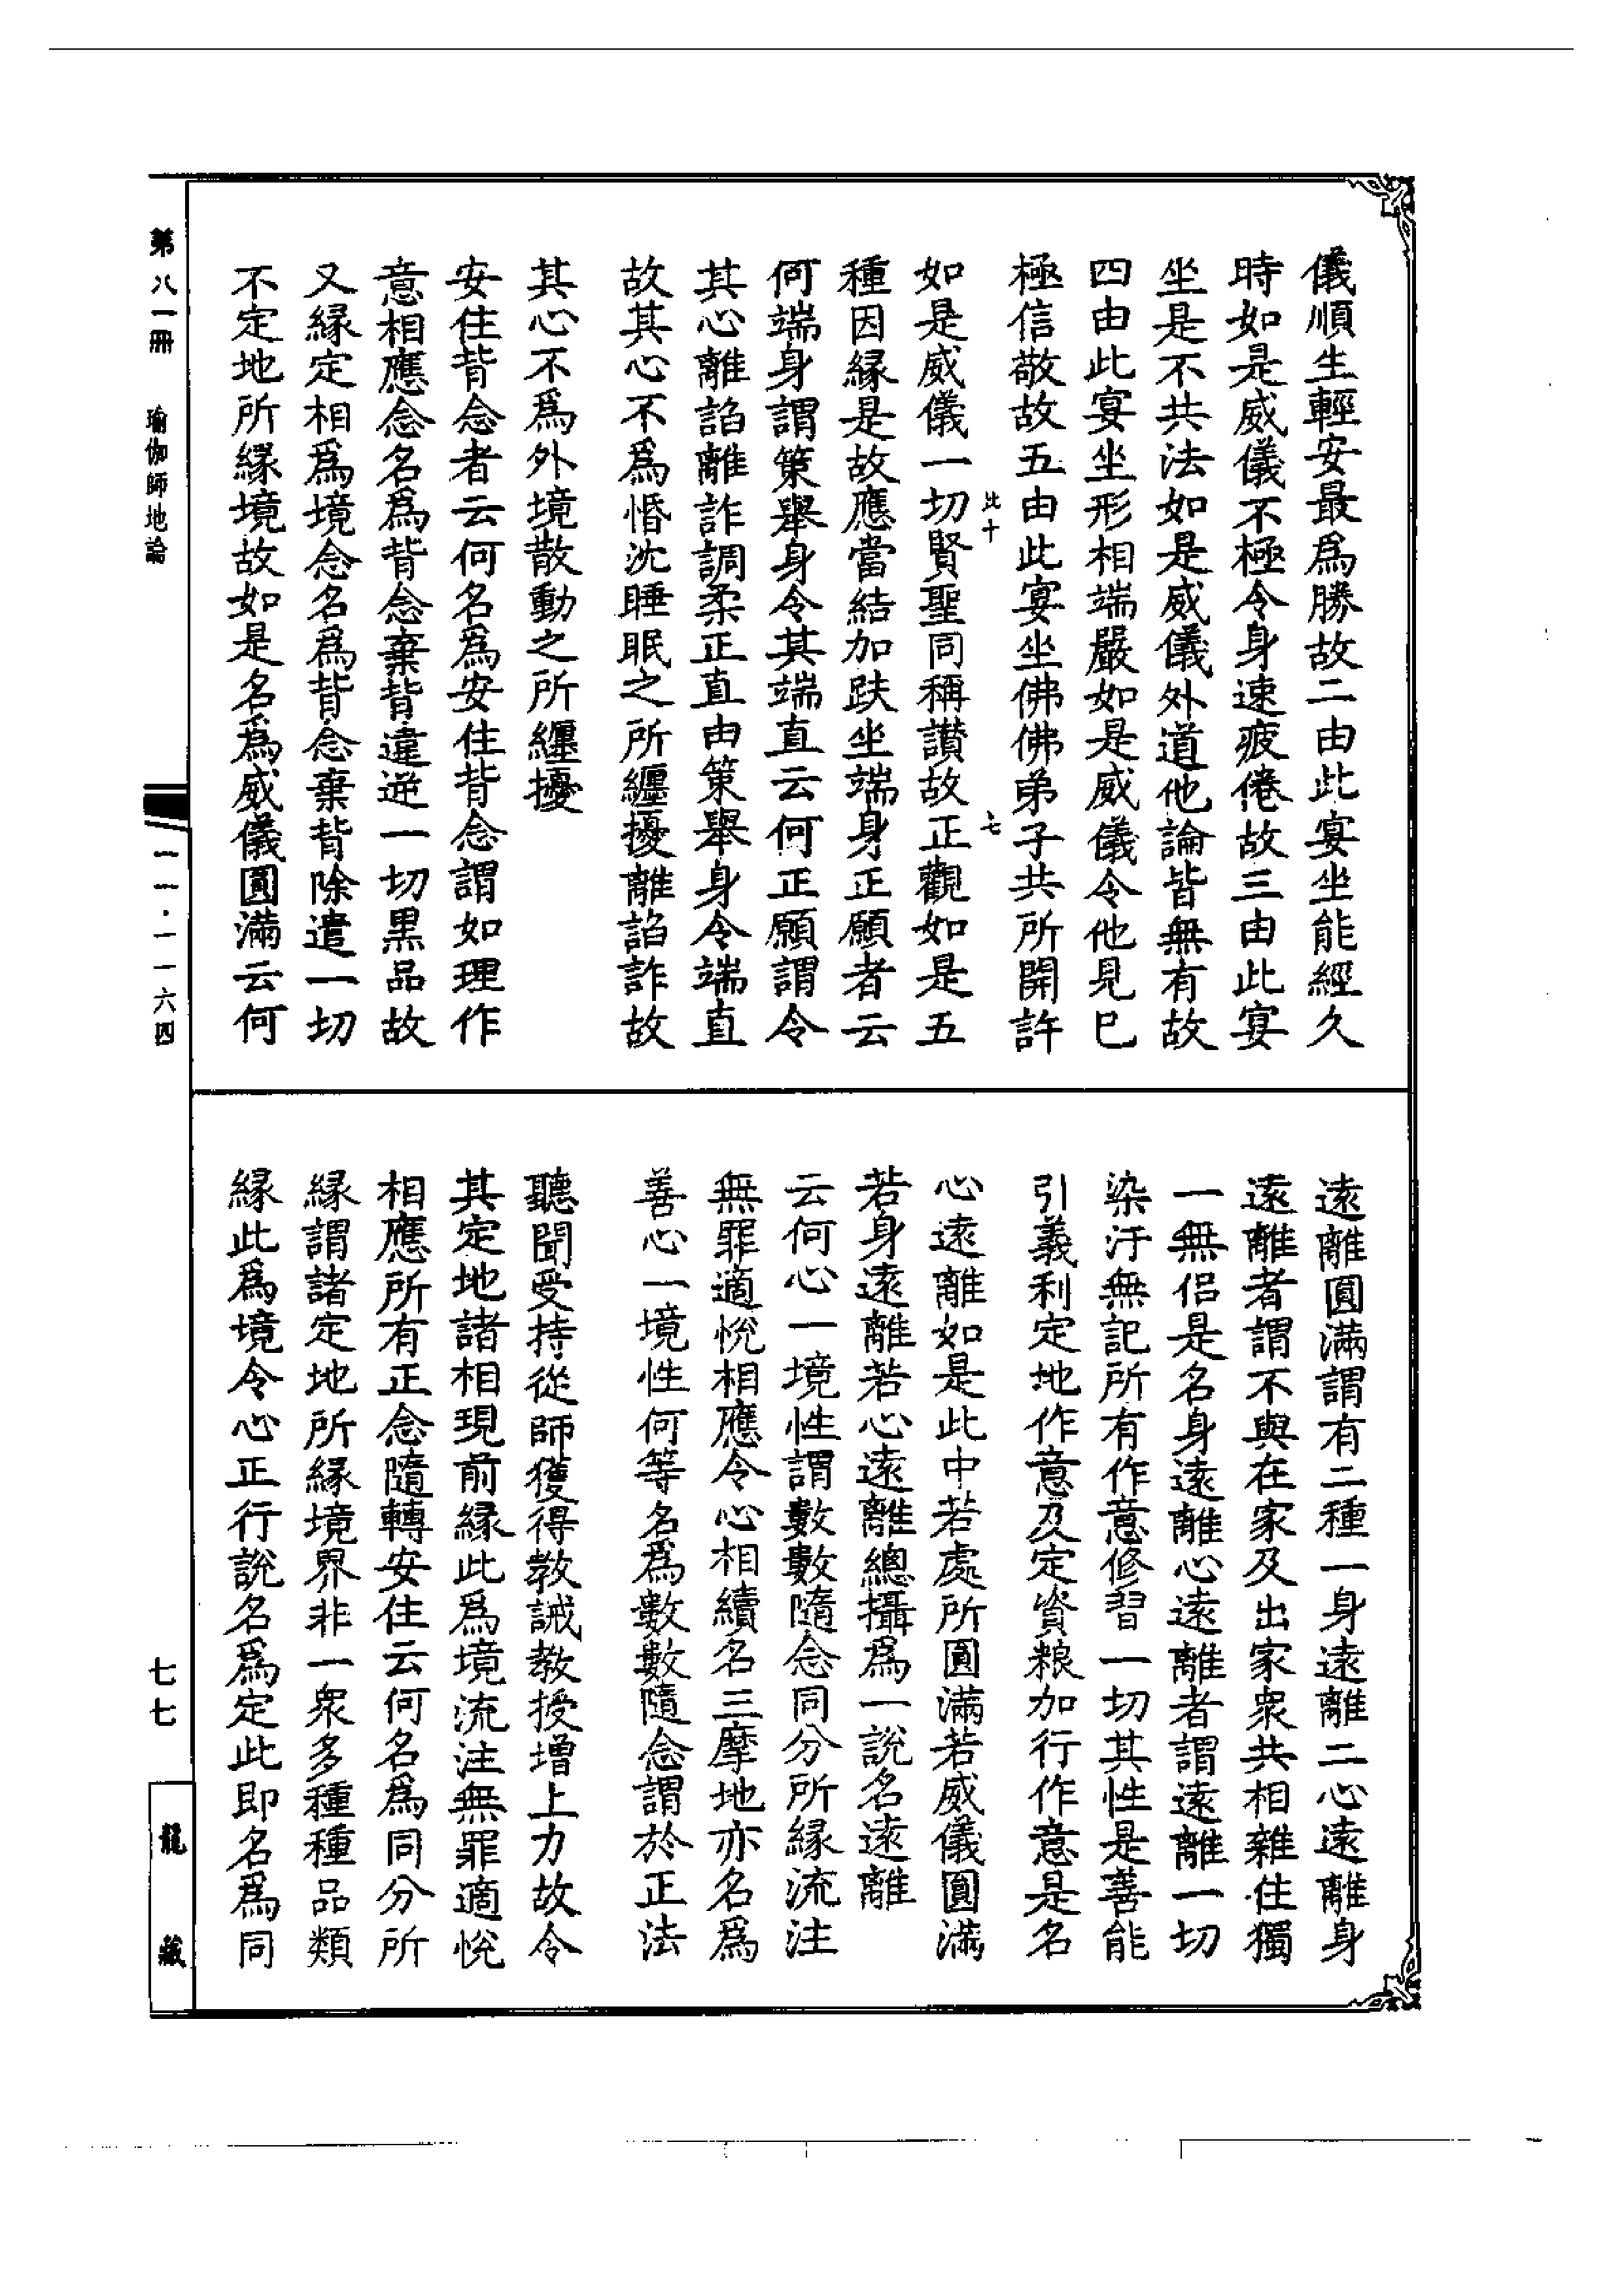 儀順生輕安最爲勝故二由此宴坐能經久
時如是威儀不極令身速疲倦故三由此宴
坐是不共法如是威儀外道他論皆無有故
四由此宴坐形相端嚴如是威儀令他見已
極信敬故五由此宴坐佛佛弟子共所開許
此十 七
如是威儀一切賢聖同稱讃故正觀如是五
種因緣是故應當結加趺坐端身正願者云
何端身謂策舉身令其端直云何正願謂令
其心離諂離詐調柔正直由策舉身令端直
故其心不爲惛沈睡眠之所纏擾離諂詐故
其心不爲外境散動之所纏擾
安住背念者云何名爲安住背念謂如理作
意相應念名爲背念棄背違逆一切黒品故
又緣定相爲境念名爲背念棄背除遣一切
不定地所緣境故如是名爲威儀圓滿云何
遠離圓滿謂有二種一身遠離二心遠離身
遠離者謂不與在家及出家衆共相雜住獨
一無侶是名身遠離心遠離者謂遠離一切
染汙無記所有作意修習一切其性是善能
引義利定地作意及定資粮加行作意是名
心遠離如是此中若處所圓滿若威儀圓滿
若身遠離若心遠離總攝爲一說名遠離
云何心一境性謂數數隨念同分所緣流注
無罪適悅相應令心相續名三摩地亦名爲
善心一境性何等名爲數數隨念謂於正法
聽聞受持從師獲得教誡教授增上力故令
其定地諸相現前緣此爲境流注無罪適悅
相應所有正念隨轉安住云何名爲同分所
緣謂諸定地所緣境界非一衆多種種品類
緣此爲境令心正行說名爲定此即名爲同
第八一冊 瑜伽師地論
一一一·一一六四
七七
龍藏